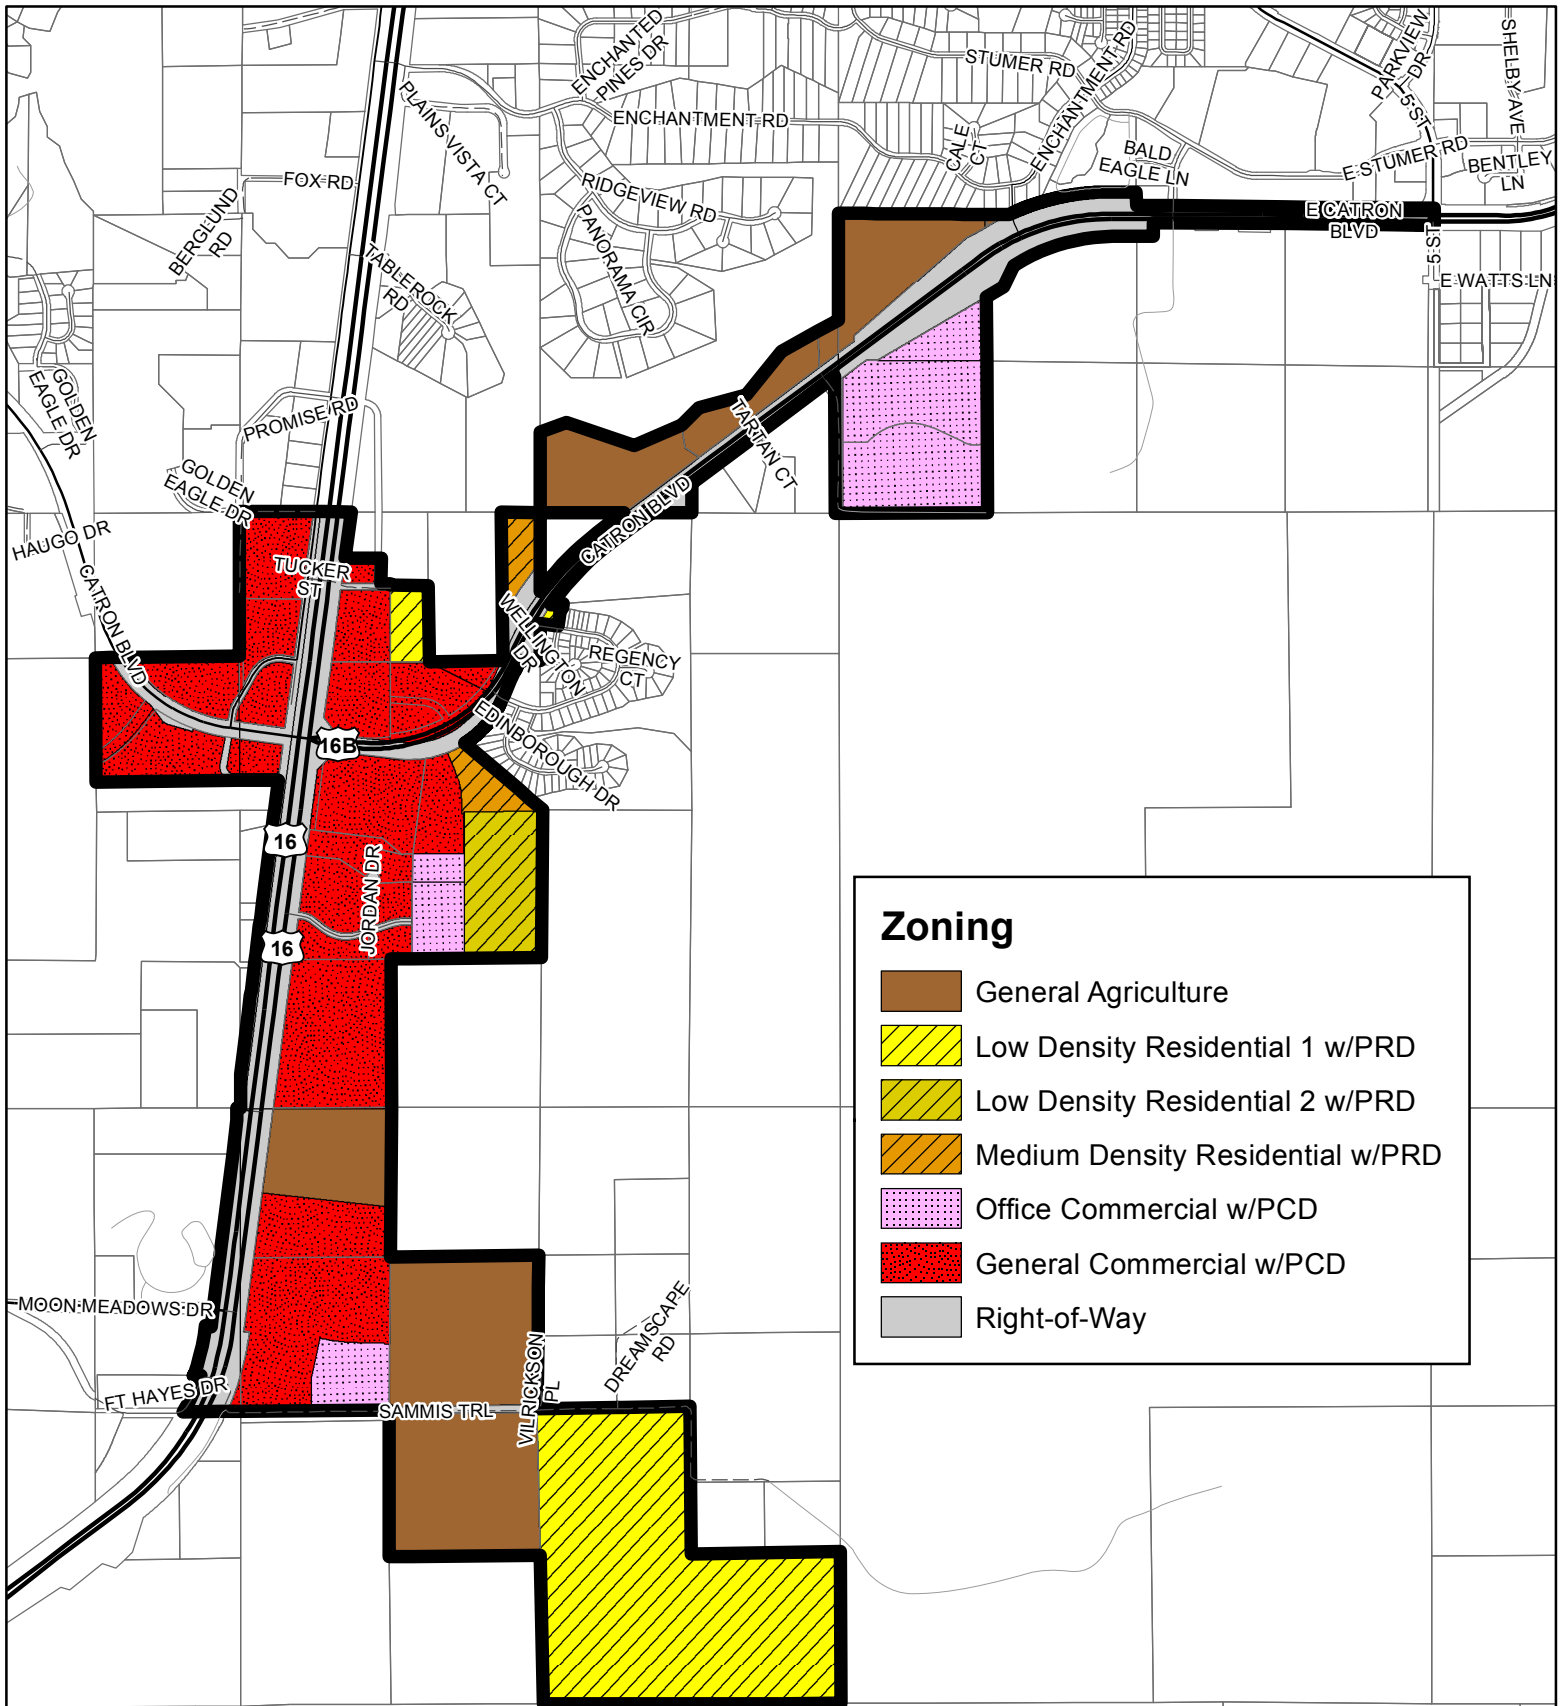 ENCHANTED
PINES DR
STUMER RD
ENCHANTMENT RD
PARKVIEW
DR
SHELBY AVE
5 ST
PLAINS VISTA CT
ENCHANTMENT RD
CALE
CT
BALD
EAGLE LN
E STUMER RD
BENTLEY
LN
FOX RD
RIDGEVIEW RD
BERGLUND
RD
PANORAMA CIR
E CATRON
BLVD
5 ST
TABLEROCK
RD
E WATTS LN
GOLDEN
EAGLE DR
PROMISE RD
TARTAN CT
GOLDEN
EAGLE DR
CATRON BLVD
HAUGO DR
TUCKER
ST
CATRON BLVD
WELLINGTON
DR
REGENCY
CT
EDINBOROUGH DR
16B
16
JORDAN DR
16
Zoning
General Agriculture
Low Density Residential 1 w/PRD
Low Density Residential 2 w/PRD
Medium Density Residential w/PRD
Office Commercial w/PCD
General Commercial w/PCD
Right-of-Way
MOON MEADOWS DR
DREAMSCAPE
RD
VILRICKSON
PL
FT HAYES DR
SAMMIS TRL